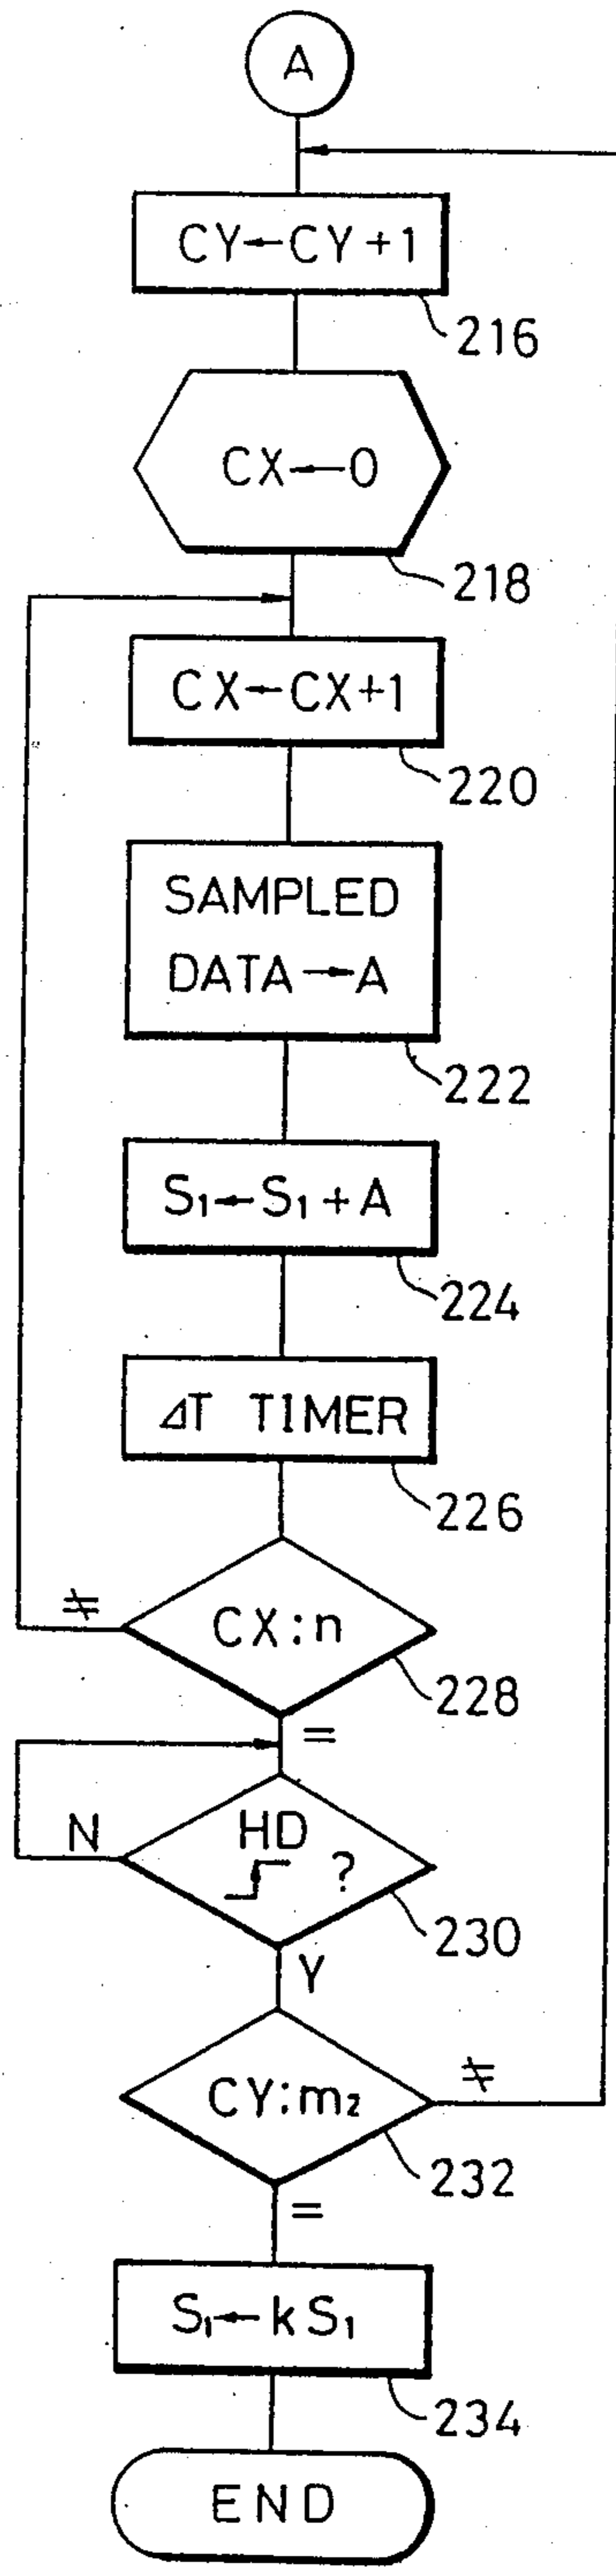 A
CY←CY+1
216
CX←0
218
CX←CX+1
220
SAMPLED
DATA→A
222
S₁←S₁+A
224
ΔT TIMER
226
≠
CX:n
228
=
N
HD
?
230
Y
CY:m₂
≠
232
=
S₁←kS₁
234
END